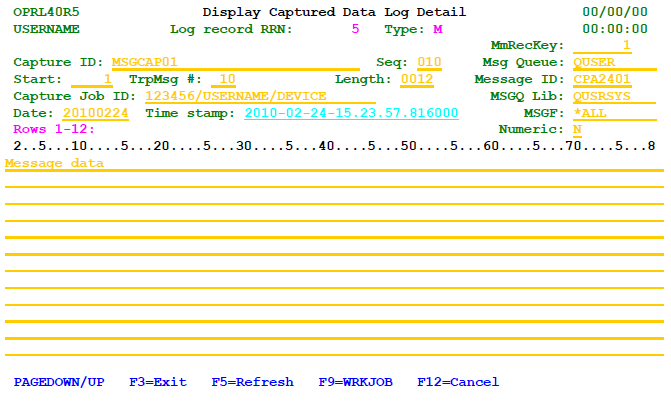 OPRL40R5 Display Captured Data Log Detail 00/00/00
USERNAME Log record RRN: 5 Type: M 00:00:00
MmRecKey: 1
Capture ID: MSGCAP01 Seq: 010 Msg Queue: QUSER
Start: 1 TrpMsg #: 10 Length: 0012 Message ID: CPA2401
Capture Job ID: 123456/USERNAME/DEVICE MSGQ Lib: QUSRSYS
Date: 20100224 Time stamp: 2010-02-24-15.23.57.816000 MSGF: *ALL
Rows 1-12: Numeric: N
2..5...10....5...20....5...30....5...40....5...50....5...60....5...70....5...8
Message data
PAGEDOWN/UP F3=Exit F5=Refresh F9=WRKJOB F12=Cancel